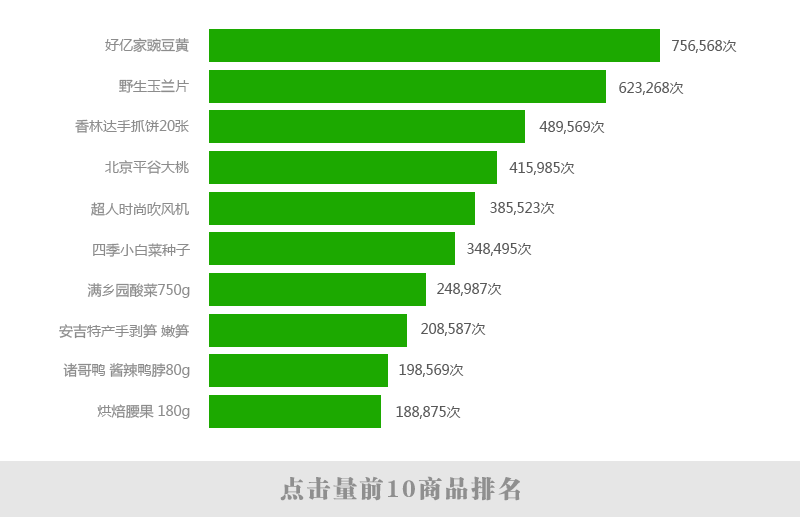 好亿家豌豆黄 756,568次
野生玉兰片 623,268次
香林达手抓饼20张 489,569次
北京平谷大桃 415,985次
超人时尚吹风机 385,523次
四季小白菜种子 348,495次
满乡园酸菜750g 248,987次
安吉特产手剥笋 嫩笋 208,587次
诸哥鸭 酱辣鸭脖80g 198,569次
烘焙腰果 180g 188,875次
点击量前10商品排名